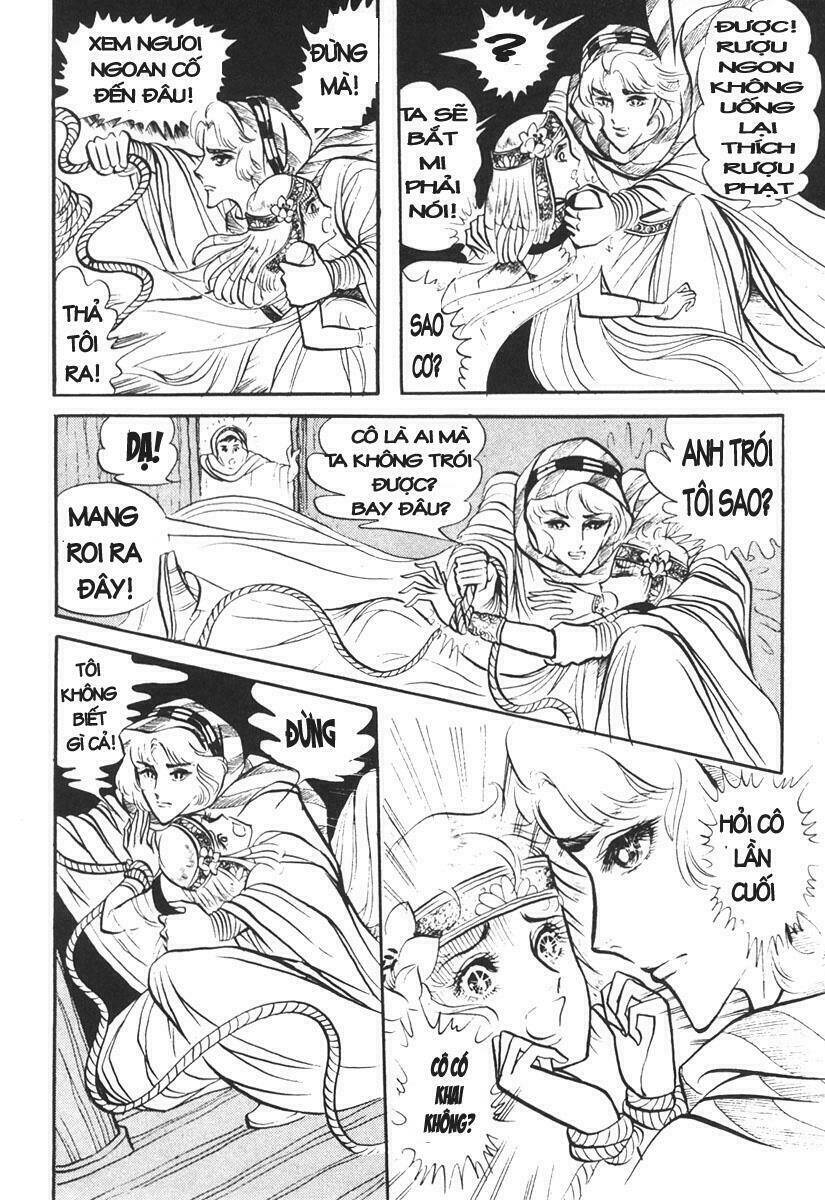 ĐƯỢC!
RƯỢU
NGON
KHÔNG
UỐNG
LẠI
THÍCH
RƯỢU
PHẠT
?
TA SẼ
BẮT
MI
PHẢI
NÓI!
SAO
CƠ?
ĐỪNG
MÀ!
XEM NGƯƠI
NGOAN CỐ
ĐẾN ĐÂU!
THẢ
TÔI
RA!
ANH TRÓI
TÔI SAO?
CÔ LÀ AI MÀ
TA KHÔNG TRÓI
ĐƯỢC?
BAY ĐÂU?
DẠ!
MANG
ROI RA
ĐÂY!
HỎI CÔ
LẦN
CUỐI
CÔ CÓ
KHAI
KHÔNG?
ĐỪNG
TÔI
KHÔNG
BIẾT
GÌ CẢ!